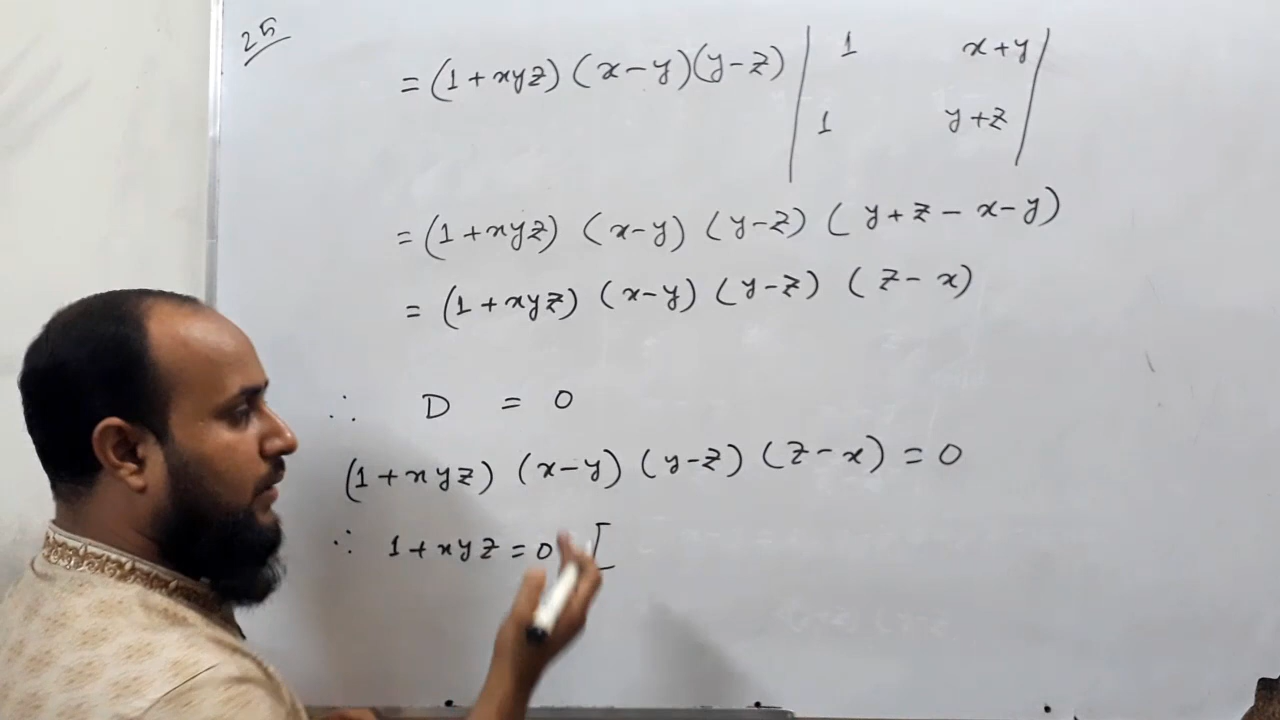 25
= (1+xyz) (x-y)(y-z) | 1 x+y |
1 y+z
= (1+xyz) (x-y) (y-z) (y+z-x-y)
= (1+xyz) (x-y) (y-z) (z-x)
∴ D = 0
(1+xyz) (x-y) (y-z) (z-x) = 0
∴ 1+xyz = 0 [